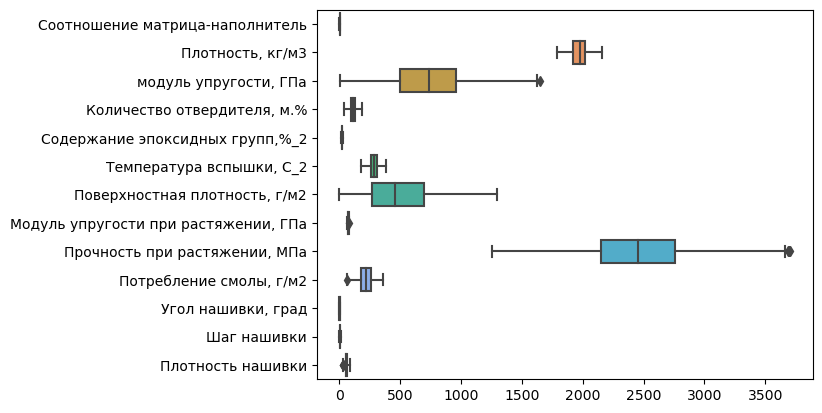 Соотношение матрица-наполнитель
Плотность, кг/м3
модуль упругости, ГПа
Количество отвердителя, м.%
Содержание эпоксидных групп,%_2
Температура вспышки, С_2
Поверхностная плотность, г/м2
Модуль упругости при растяжении, ГПа
Прочность при растяжении, МПа
Потребление смолы, г/м2
Угол нашивки, град
Шаг нашивки
Плотность нашивки
0 500 1000 1500 2000 2500 3000 3500